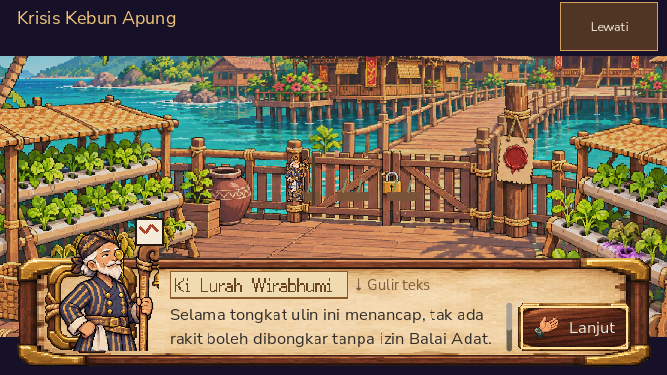 Krisis Kebun Apung
Lewati
Ki Lurah Wirabhumi
↓ Gulir teks
Selama tongkat ulin ini menancap, tak ada
rakit boleh dibongkar tanpa izin Balai Adat.
Lanjut